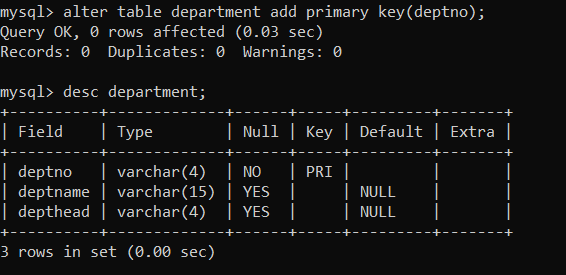 mysql> alter table department add primary key(deptno);
Query OK, 0 rows affected (0.03 sec)
Records: 0  Duplicates: 0  Warnings: 0

mysql> desc department;
+----------+-------------+------+-----+---------+-------+
| Field    | Type        | Null | Key | Default | Extra |
+----------+-------------+------+-----+---------+-------+
| deptno   | varchar(4)  | NO   | PRI |         |       |
| deptname | varchar(15) | YES  |     | NULL    |       |
| depthead | varchar(4)  | YES  |     | NULL    |       |
+----------+-------------+------+-----+---------+-------+
3 rows in set (0.00 sec)